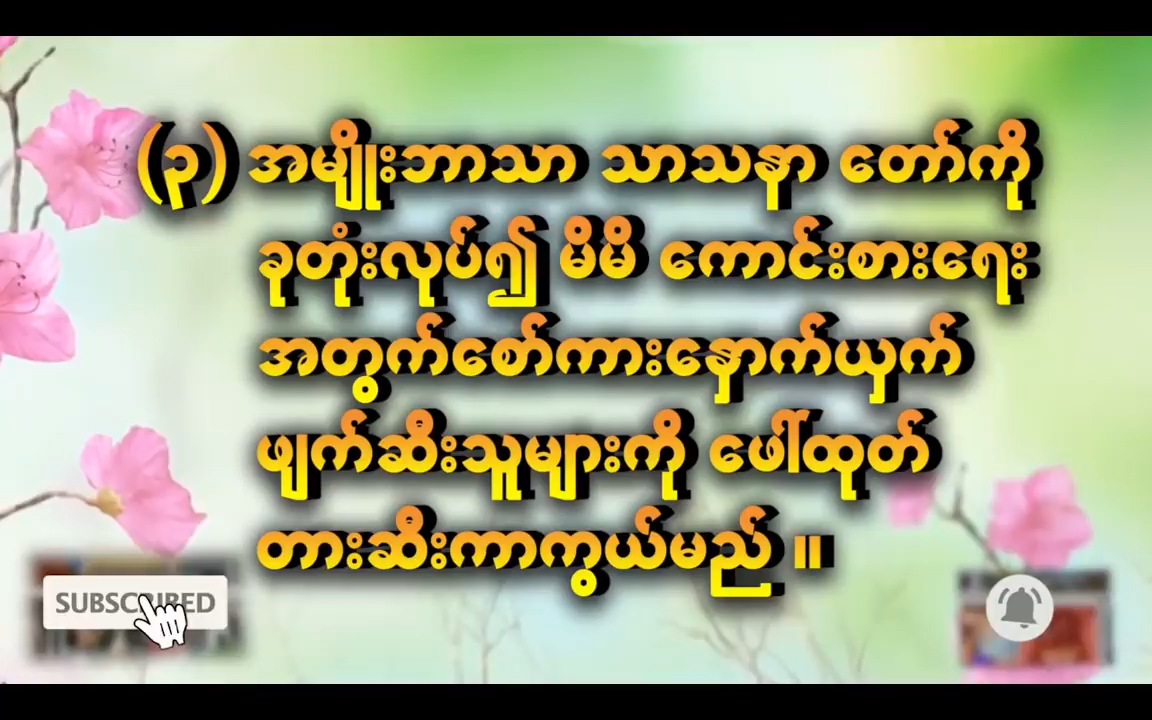 (၃) အမျိုးဘာသာ သာသနာ တော်ကို
ခုတုံးလုပ်၍ မိမိ ကောင်းစားရေး
အတွက်စော်ကားနှောက်ယှက်
ဖျက်ဆီးသူများကို ဖေါ်ထုတ်
တားဆီးကာကွယ်မည် ။
SUBSCRIBED